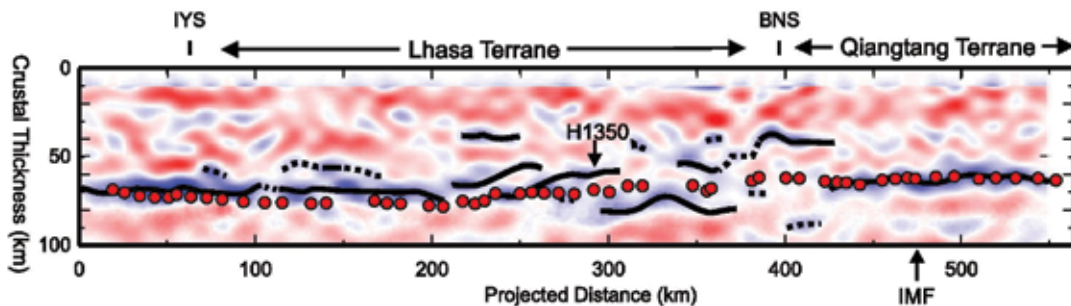 IYS BNS
Lhasa Terrane Qiangtang Terrane
Crustal Thickness (km)
0
50
100
H1350
0 100 200 300 400 500
Projected Distance (km)
IMF